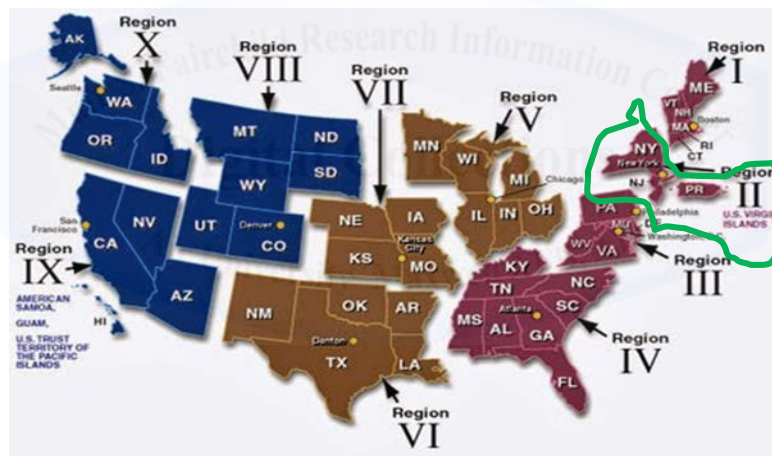 Region
X
Region
VIII
Region
VII
Region
V
Region
I
AK
Seattle
WA
OR
ID
MT
ND
SD
WY
MN
WI
MI
Chicago
ME
VT
NH
MA
Boston
RI
CT
NY
New York
NJ
PR
Region
II
U.S. VIRGIN
ISLANDS
San
Francisco
CA
NV
UT
Denver
CO
AZ
NE
IA
KS
Kansas
City
MO
IL
IN
OH
PA
Philadelphia
Washington
WV
VA
Region
III
Region
IX
AMERICAN
SAMOA,
GUAM,
U.S. TRUST
TERRITORY OF
THE PACIFIC
ISLANDS
HI
NM
OK
AR
TX
Denton
LA
Region
VI
KY
TN
NC
SC
MS
AL
Atlanta
GA
FL
Region
IV